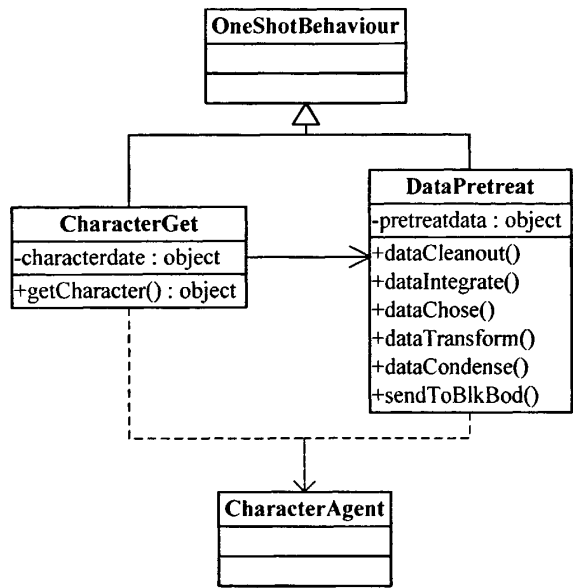 OneShotBehaviour
CharacterGet
-characterdate : object
+getCharacter() : object
DataPretreat
-pretreatdata : object
+dataCleanout()
+dataIntegrate()
+dataChose()
+dataTransform()
+dataCondense()
+sendToBlkBod()
CharacterAgent